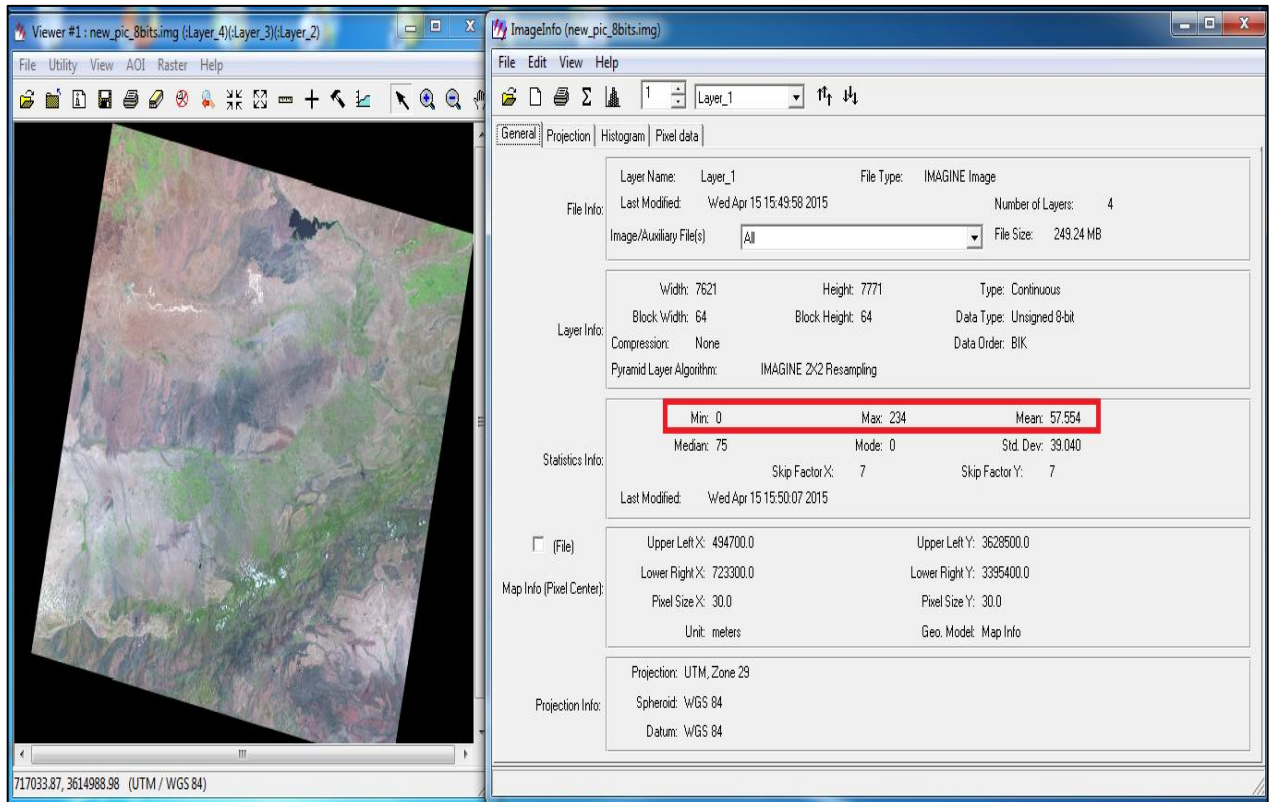 Viewer #1 : new_pic_8bits.img (:Layer_4)(:Layer_3)(:Layer_2)
File Utility View AOI Raster Help
717033.87, 3614988.98 (UTM / WGS 84)
ImageInfo (new_pic_8bits.img)
File Edit View Help
1 Layer_1
General Projection Histogram Pixel data
File Info:
Layer Name: Layer_1 File Type: IMAGINE Image
Last Modified: Wed Apr 15 15:49:58 2015 Number of Layers: 4
Image/Auxiliary File(s) All File Size: 249.24 MB
Layer Info:
Width: 7621 Height: 7771 Type: Continuous
Block Width: 64 Block Height: 64 Data Type: Unsigned 8-bit
Compression: None Data Order: BIK
Pyramid Layer Algorithm: IMAGINE 2X2 Resampling
Statistics Info:
Min: 0 Max: 234 Mean: 57.554
Median: 75 Mode: 0 Std. Dev: 39.040
Skip Factor X: 7 Skip Factor Y: 7
Last Modified: Wed Apr 15 15:50:07 2015
(File)
Map Info (Pixel Center):
Upper Left X: 494700.0 Upper Left Y: 3628500.0
Lower Right X: 723300.0 Lower Right Y: 3395400.0
Pixel Size X: 30.0 Pixel Size Y: 30.0
Unit: meters Geo. Model: Map Info
Projection Info:
Projection: UTM, Zone 29
Spheroid: WGS 84
Datum: WGS 84